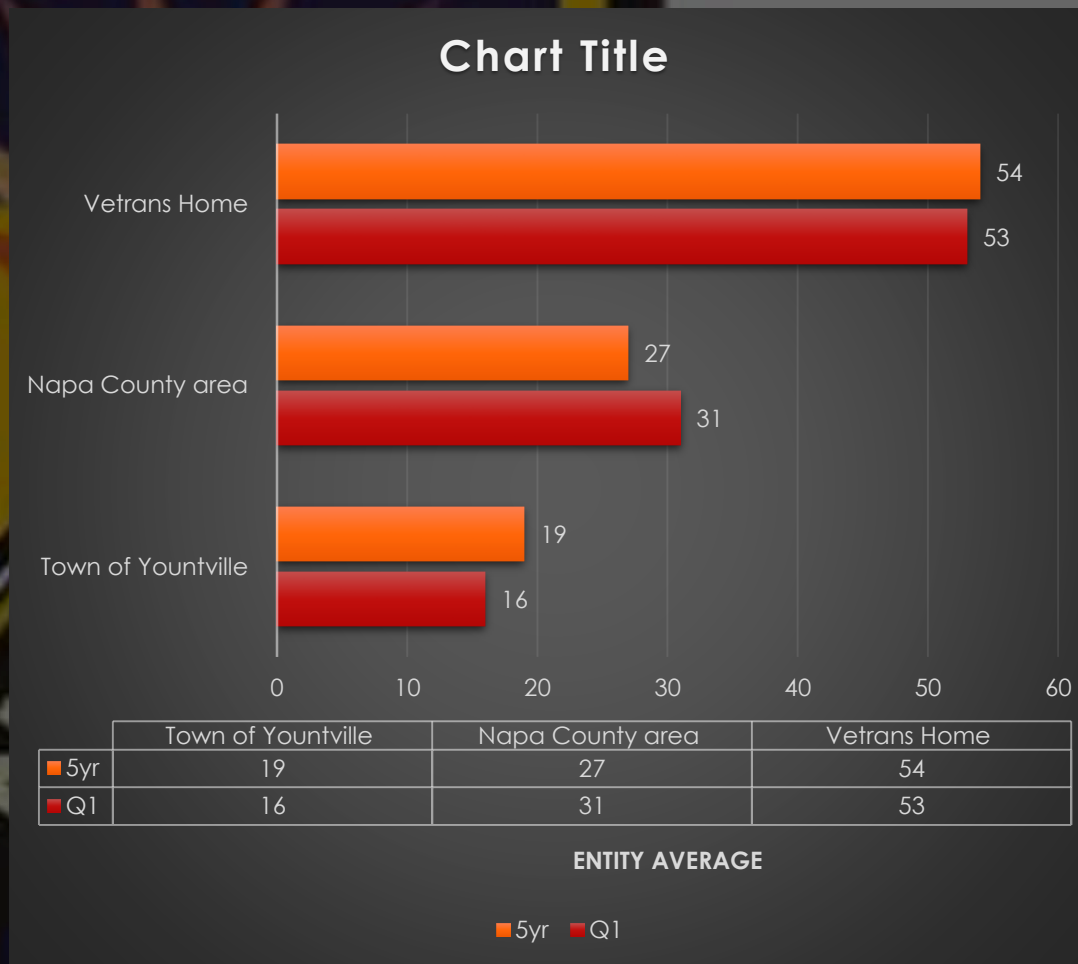 Chart Title
54
Vetrans Home
53
27
Napa County area
31
19
Town of Yountville
16
0 10 20 30 40 50 60
Town of Yountville Napa County area Vetrans Home
5yr 19 27 54
Q1 16 31 53
ENTITY AVERAGE
5yr Q1